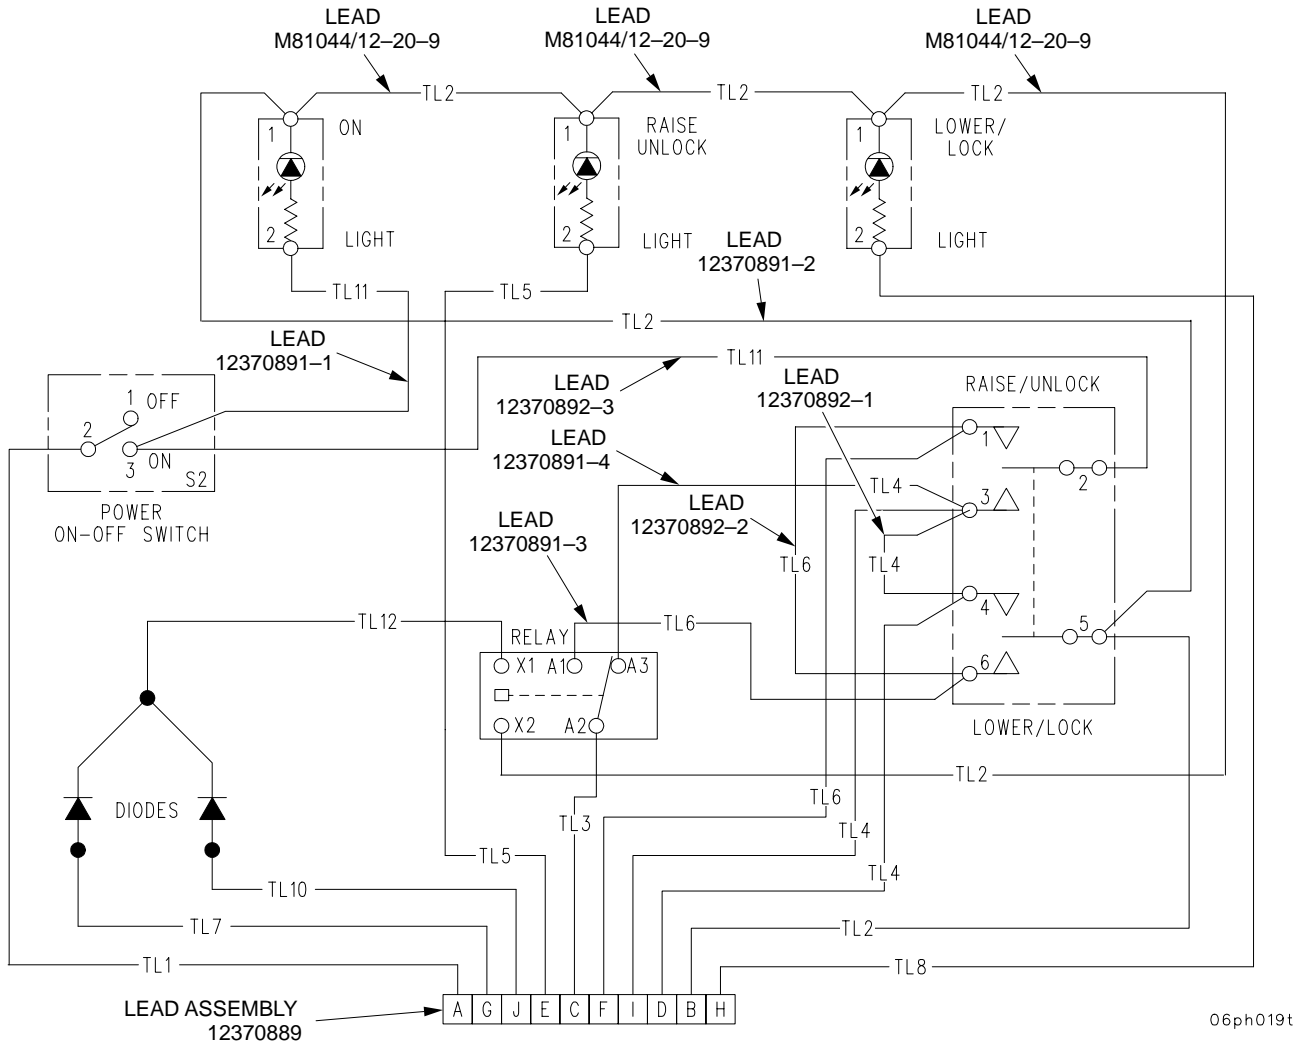 LEAD
M81044/12–20–9
LEAD
M81044/12–20–9
LEAD
M81044/12–20–9
TL2
TL2
TL2
1
ON
1
RAISE
UNLOCK
1
LOWER/
LOCK
2
LIGHT
2
LIGHT
2
LIGHT
LEAD
12370891–2
TL11
TL5
TL2
LEAD
12370891–1
TL11
LEAD
12370892–3
LEAD
12370892–1
RAISE/UNLOCK
1
OFF
2
3
ON
S2
POWER
ON-OFF SWITCH
LEAD
12370891–4
1
2
TL4
3
LEAD
12370892–2
LEAD
12370891–3
TL6
TL4
4
5
6
LOWER/LOCK
TL12
RELAY
TL6
X1
A1
A3
X2
A2
TL2
DIODES
TL6
TL3
TL4
TL5
TL4
TL10
TL7
TL2
TL1
TL8
LEAD ASSEMBLY
12370889
A
G
J
E
C
F
I
D
B
H
06ph019t